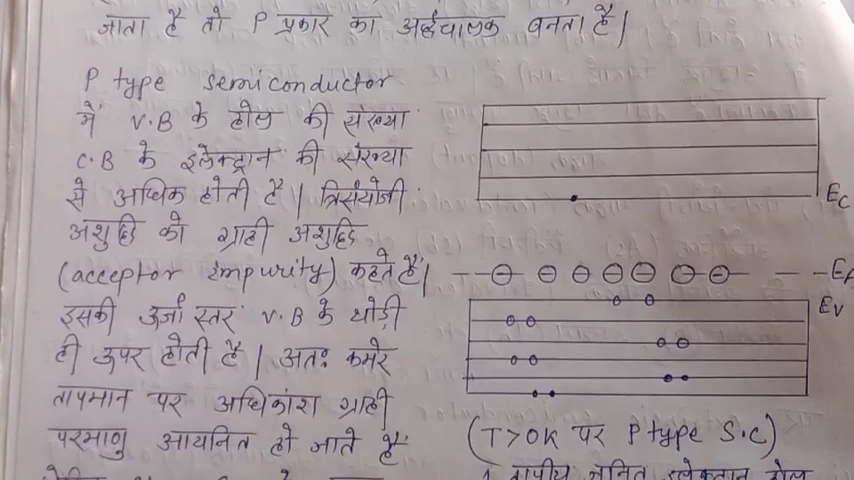 जाता है तो P प्रकार का अर्द्धचालक बनता है|
P type semiconductor
में V.B के होल की संख्या
C.B के इलेक्ट्रान की संख्या
से अधिक होती है | त्रिसंयोजी
अशुद्धि को ग्राही अशुद्धि
(acceptor impurity) कहते हैं|
इसकी ऊर्जा स्तर V.B के थोड़ी
ही ऊपर होती है | अतः कमरे
तापमान पर अधिकांश ग्राही
परमाणु आयनित हो जाते हैं
EC
EV
(T>0K पर P type S.C)